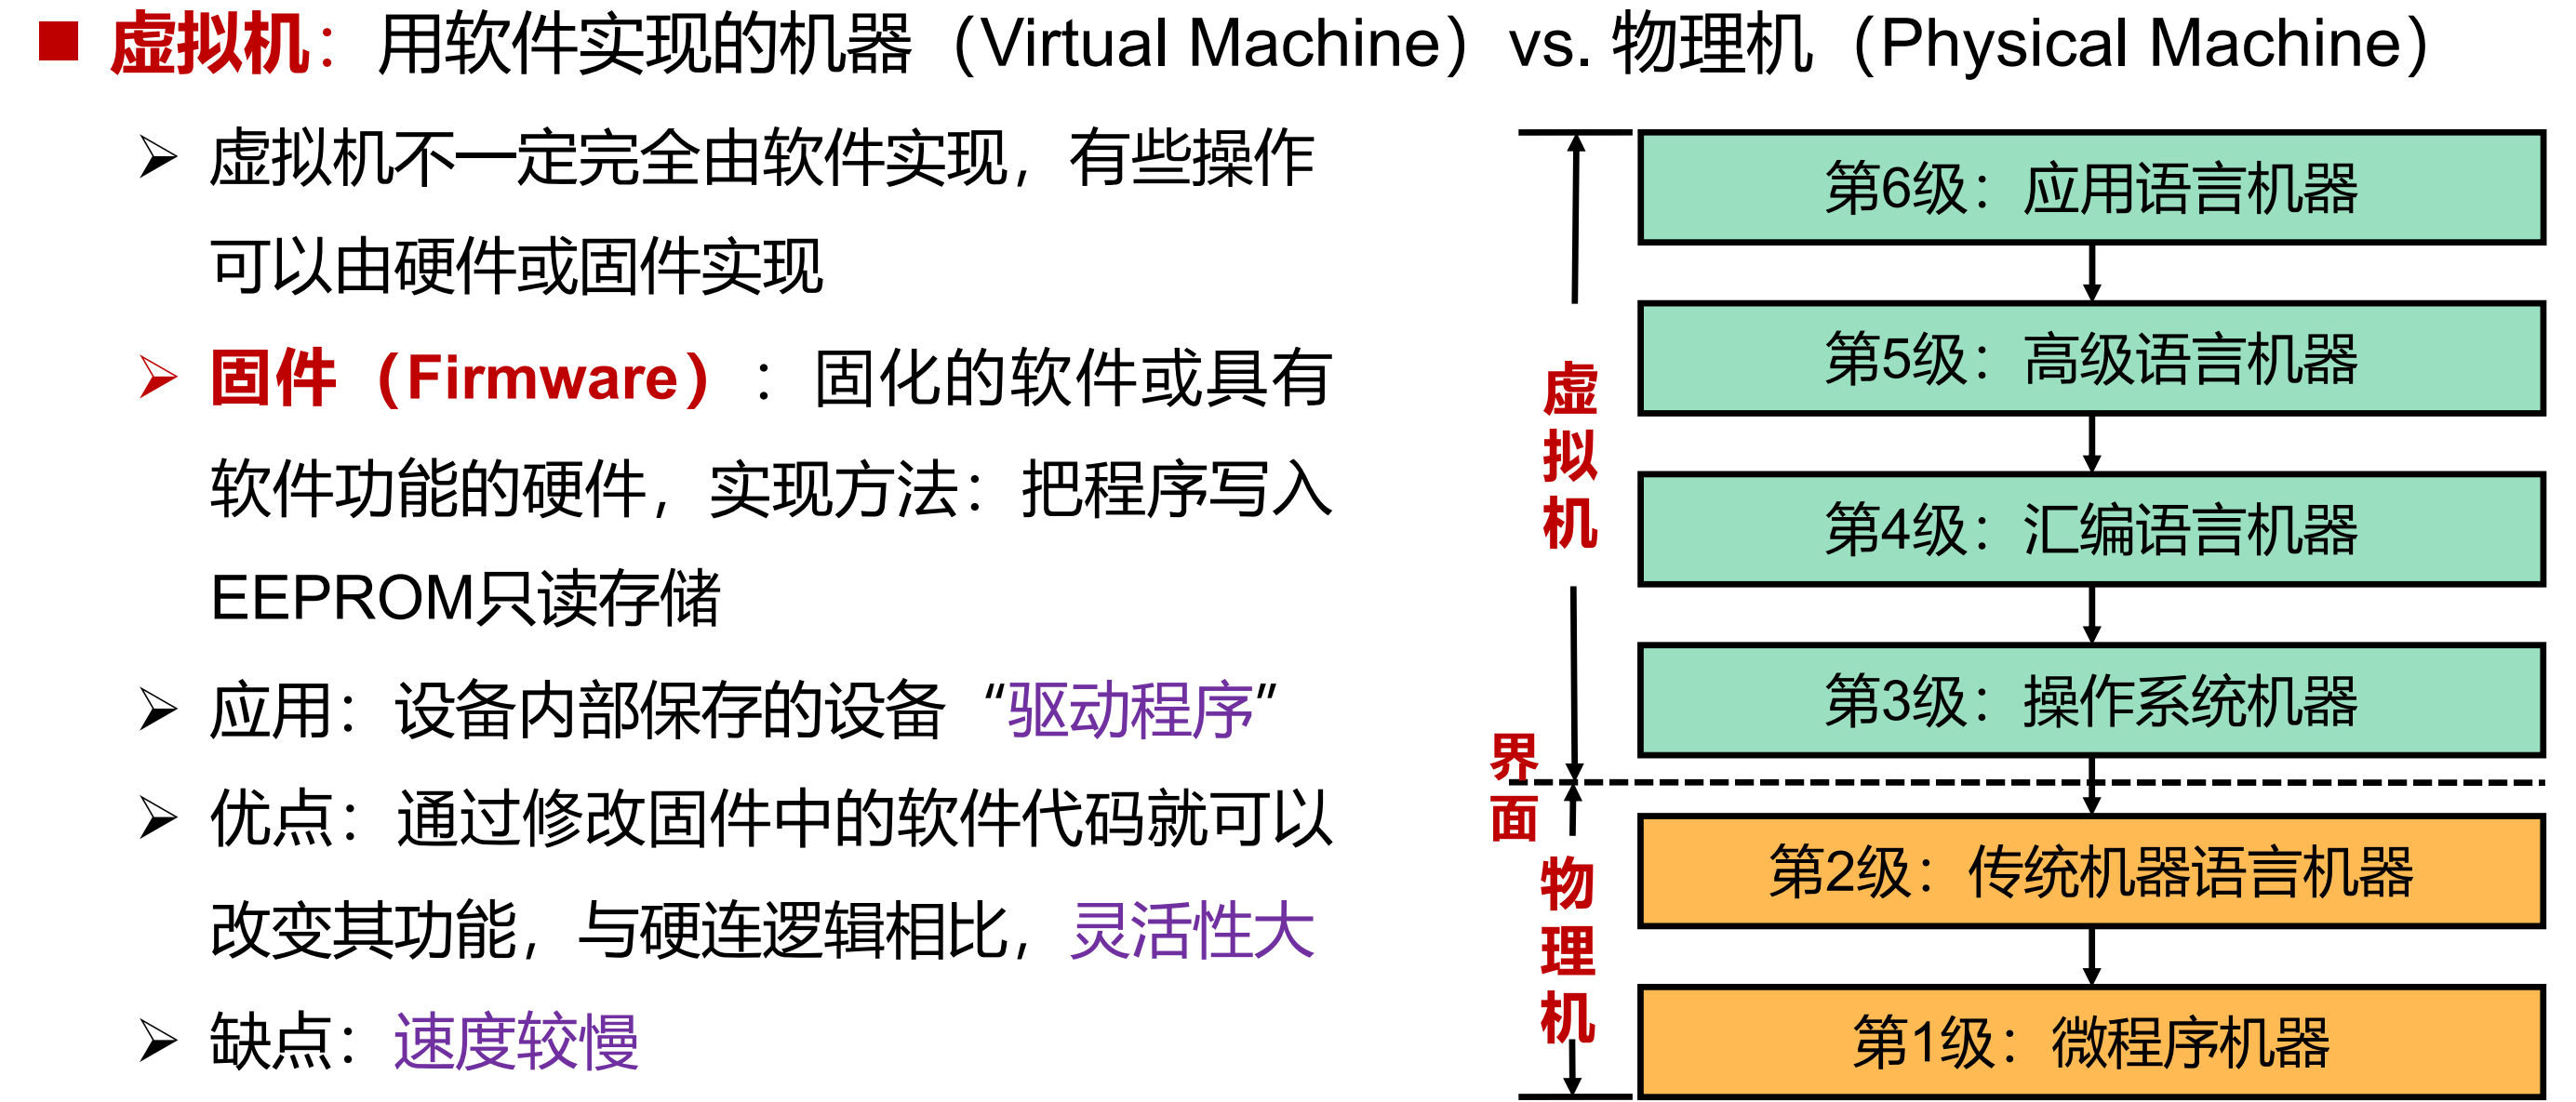 虚拟机：用软件实现的机器（Virtual Machine）vs. 物理机（Physical Machine）
虚拟机不一定完全由软件实现，有些操作
可以由硬件或固件实现
固件（Firmware）：固化的软件或具有
软件功能的硬件，实现方法：把程序写入
EEPROM只读存储
应用：设备内部保存的设备“驱动程序”
优点：通过修改固件中的软件代码就可以
改变其功能，与硬连逻辑相比，灵活性大
缺点：速度较慢
虚拟机
界面
物理机
第6级：应用语言机器
第5级：高级语言机器
第4级：汇编语言机器
第3级：操作系统机器
第2级：传统机器语言机器
第1级：微程序机器